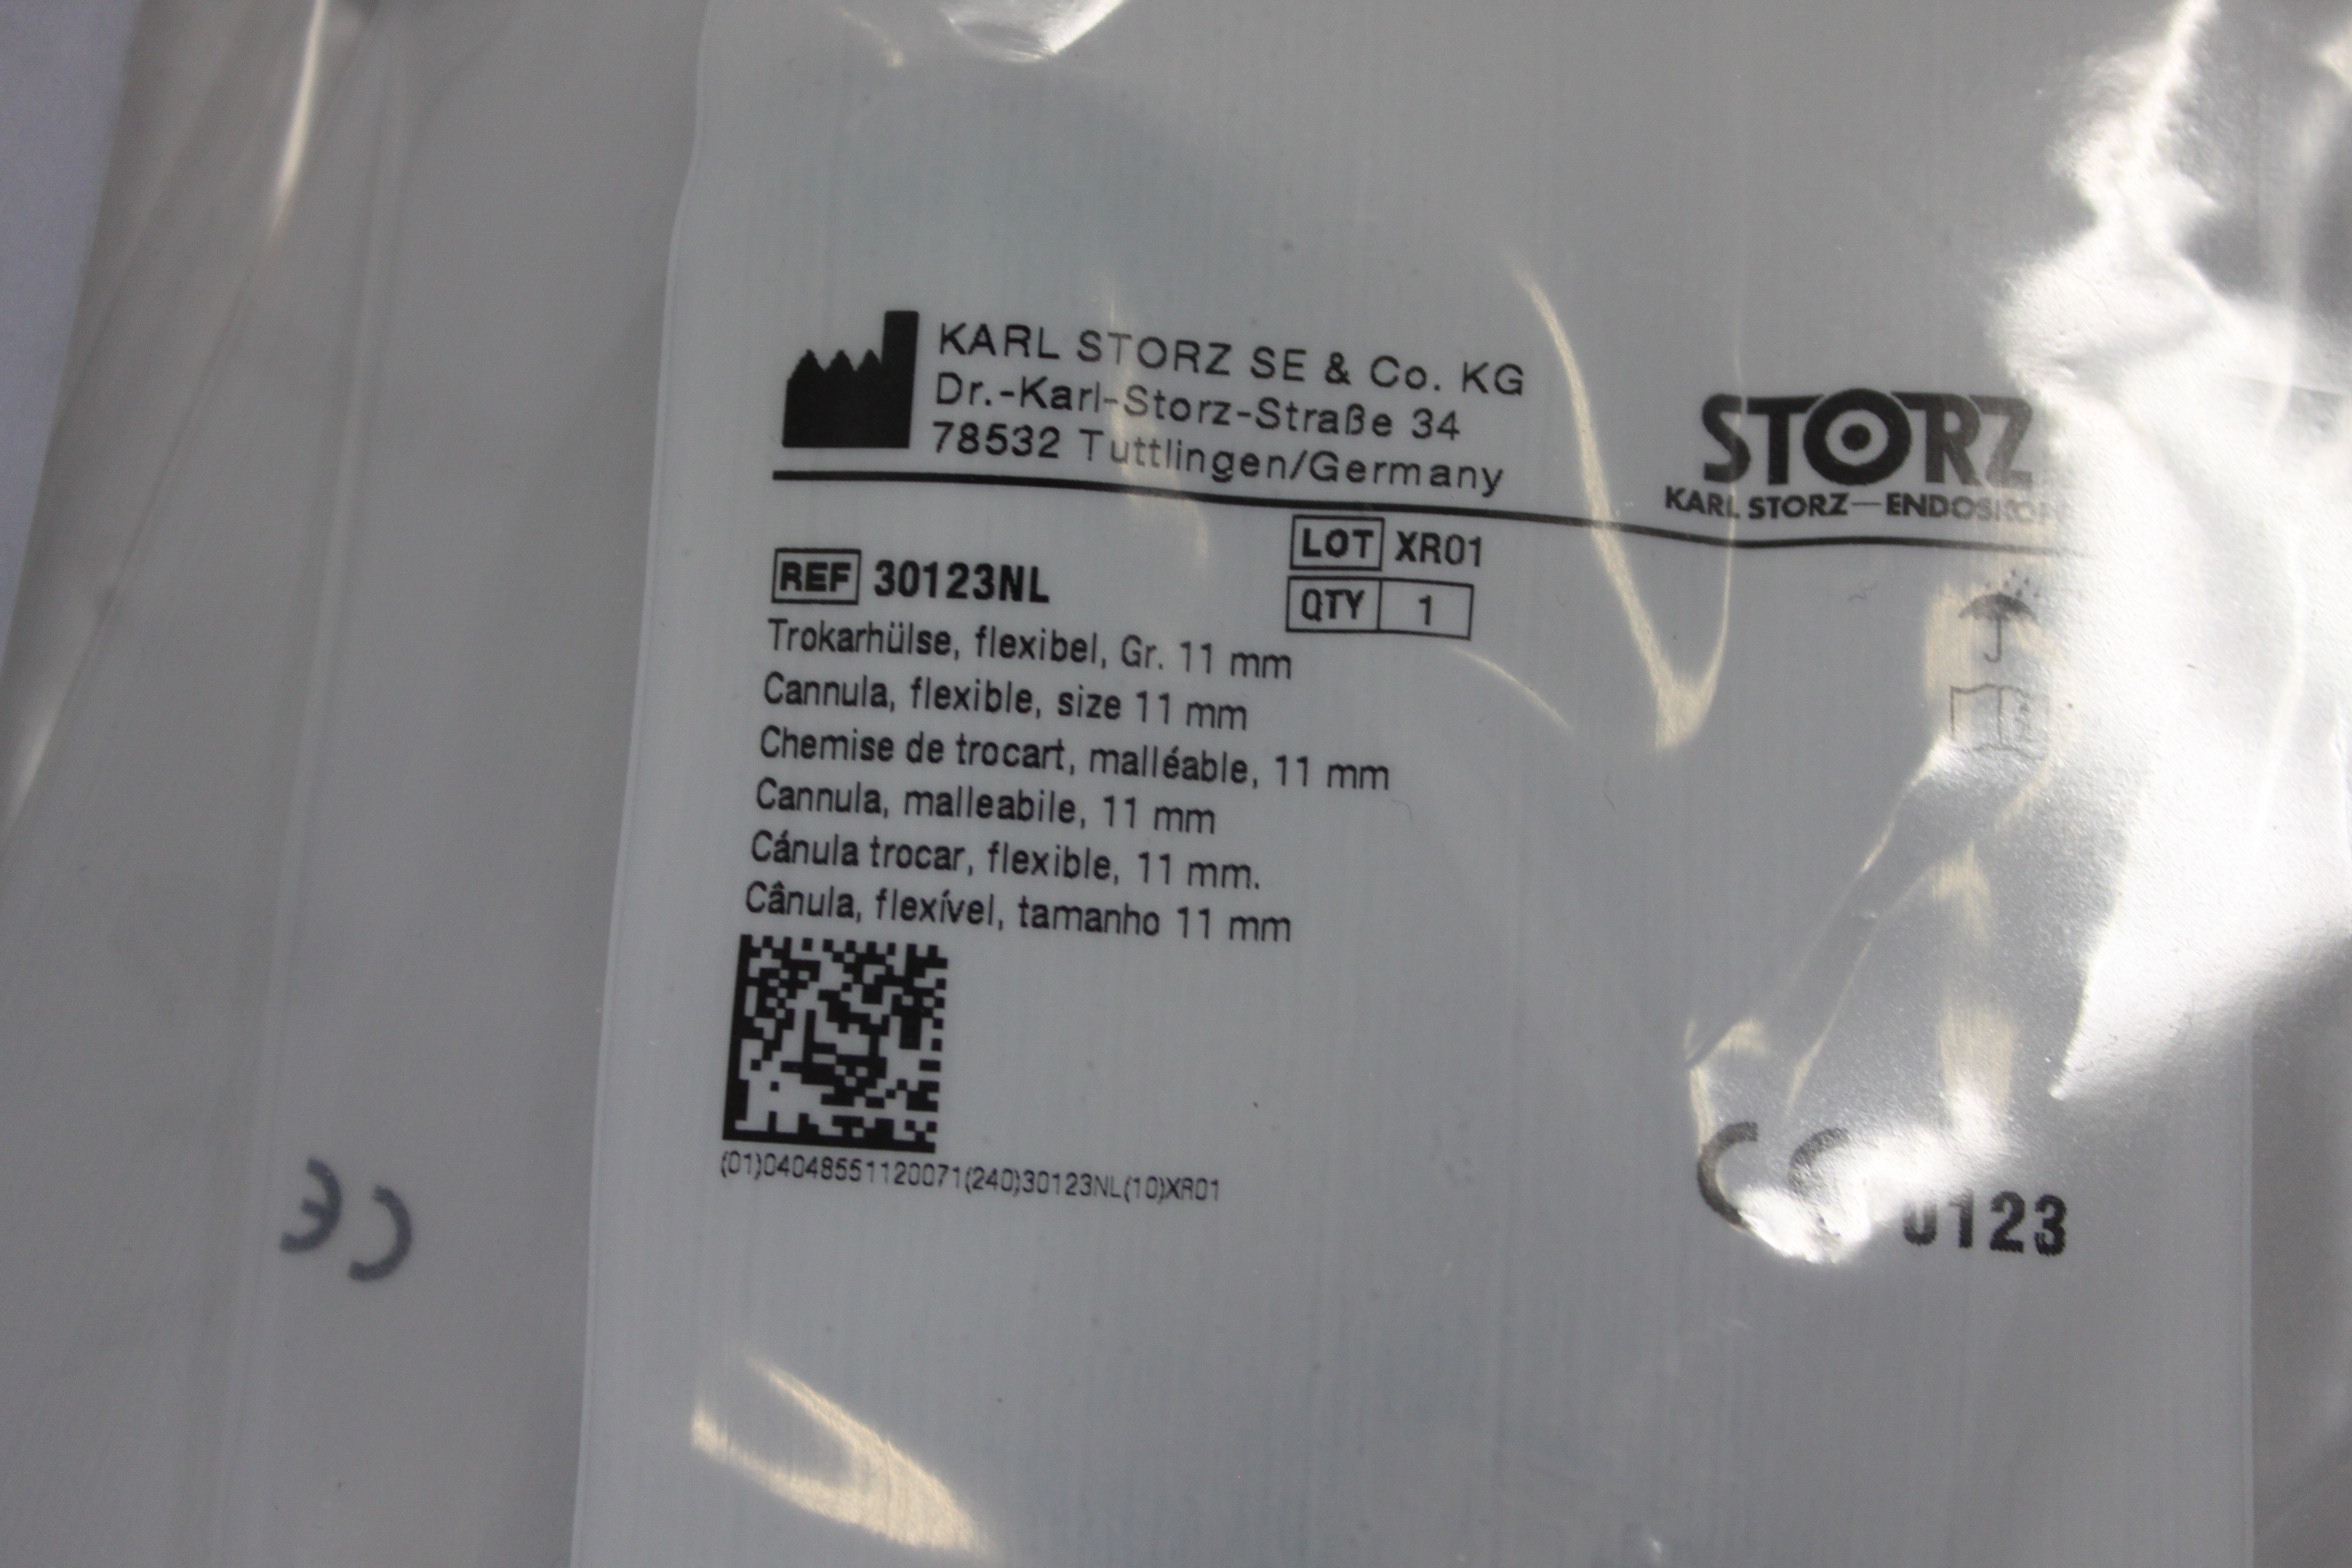 KARL STORZ SE & Co. KG
Dr.-Karl-Storz-Straße 34
78532 Tuttlingen/Germany
STORZ
KARL STORZ—
LOT XR01
REF 30123NL
QTY 1
Trokarhülse, flexibel, Gr. 11 mm
Cannula, flexible, size 11 mm
Chemise de trocart, malléable, 11 mm
Cannula, malleabile, 11 mm
Cánula trocar, flexible, 11 mm.
Cânula, flexível, tamanho 11 mm
(01)04048551120071(240)30123NL(10)XR01
CE 0123
CE